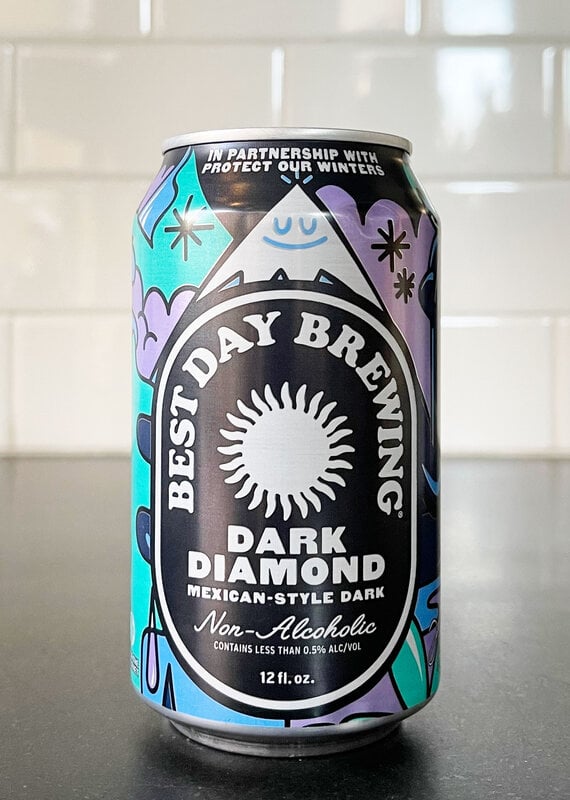 IN PARTNERSHIP WITH
PROTECT OUR WINTERS
BEST DAY BREWING®
DARK
DIAMOND
MEXICAN-STYLE DARK
Non-Alcoholic
CONTAINS LESS THAN 0.5% ALC/VOL
12 fl. oz.